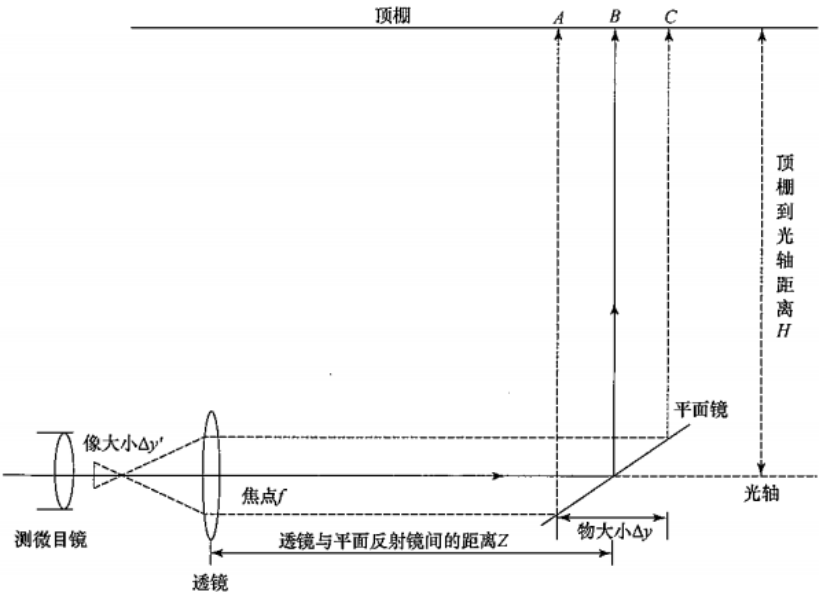 顶棚
A
B
C
顶棚到光轴距离H
平面镜
像大小Δy′
焦点f
光轴
测微目镜
物大小Δy
透镜与平面反射镜间的距离Z
透镜